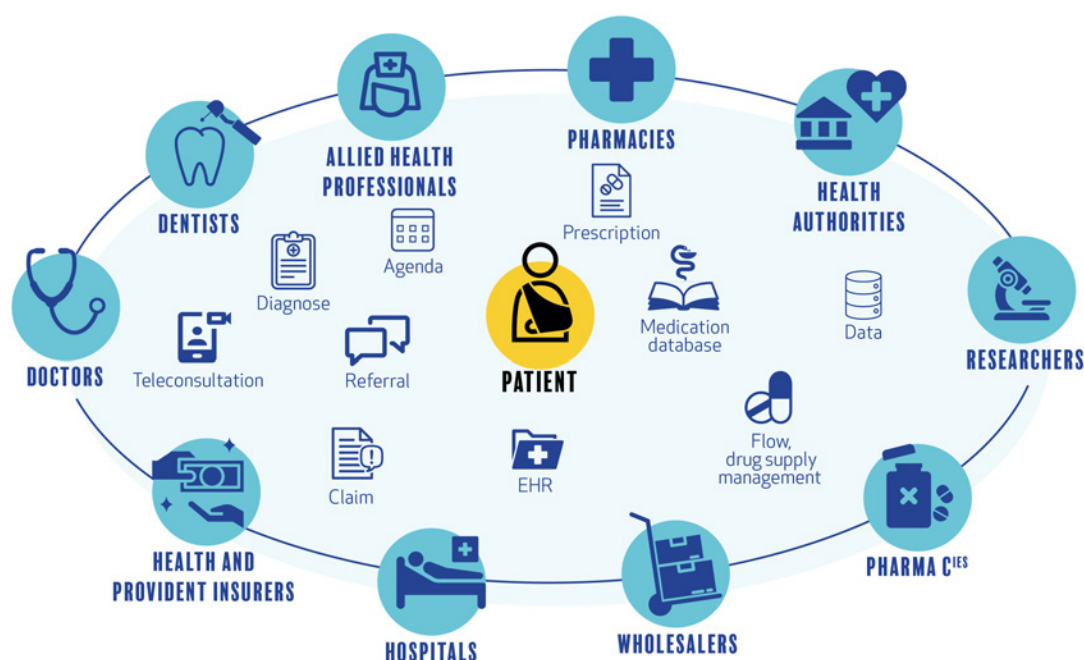 PHARMACIES
ALLIED HEALTH
PROFESSIONALS
HEALTH
AUTHORITIES
DENTISTS
Prescription
Agenda
Diagnose
Medication
database
Data
RESEARCHERS
DOCTORS
Teleconsultation
Referral
PATIENT
Flow,
drug supply
management
Claim
EHR
HEALTH AND
PROVIDENT INSURERS
PHARMA CIES
HOSPITALS
WHOLESALERS